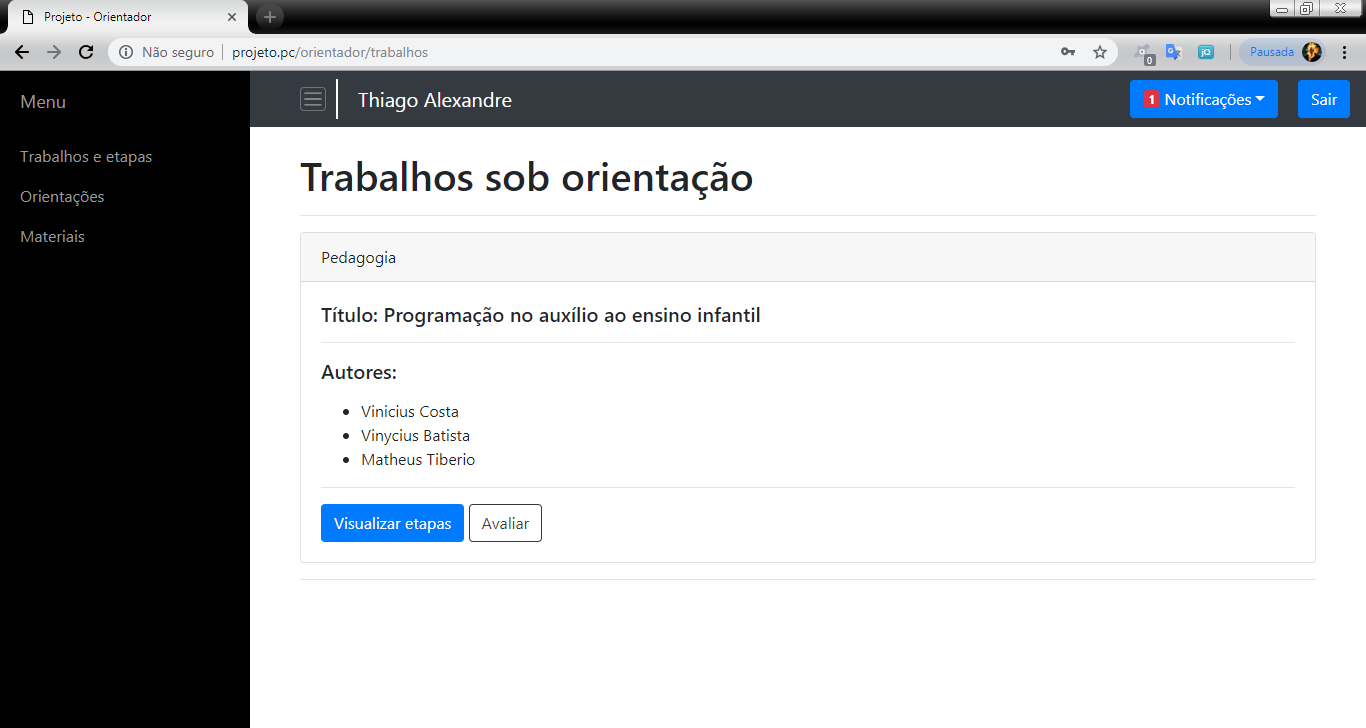 Projeto - Orientador
Não seguro | projeto.pc/orientador/trabalhos
0
jQ
Pausada
Menu
Trabalhos e etapas
Orientações
Materiais
Thiago Alexandre
1 Notificações
Sair
Trabalhos sob orientação
Pedagogia
Título: Programação no auxílio ao ensino infantil
Autores:
Vinicius Costa
Vinycius Batista
Matheus Tiberio
Visualizar etapas
Avaliar